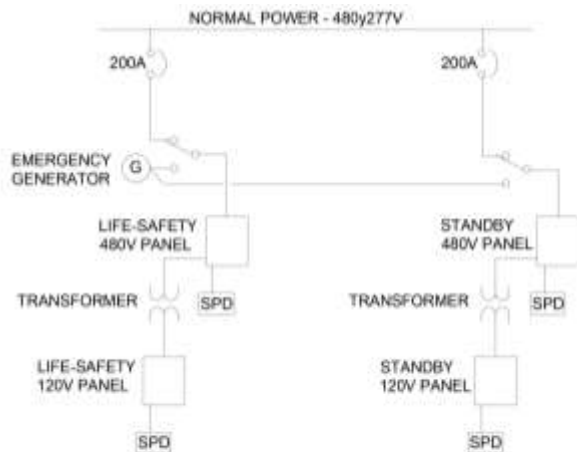 NORMAL POWER - 480y277V
200A
200A
EMERGENCY
GENERATOR
G
LIFE-SAFETY
480V PANEL
STANDBY
480V PANEL
TRANSFORMER
SPD
TRANSFORMER
SPD
LIFE-SAFETY
120V PANEL
STANDBY
120V PANEL
SPD
SPD